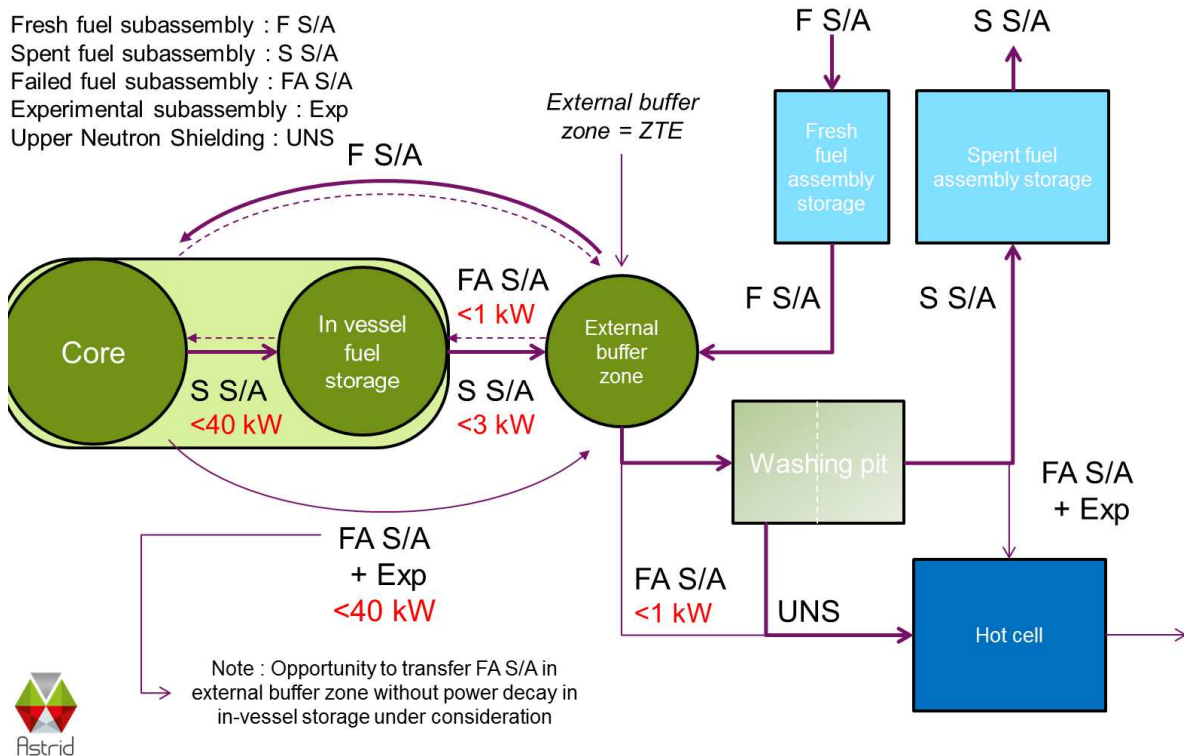 Fresh fuel subassembly : F S/A
Spent fuel subassembly : S S/A
Failed fuel subassembly : FA S/A
Experimental subassembly : Exp
Upper Neutron Shielding : UNS
F S/A
S S/A
External buffer
zone = ZTE
Fresh
fuel
assembly
storage
Spent fuel
assembly storage
F S/A
Core
In vessel
fuel
storage
FA S/A
<1 kW
External
buffer
zone
F S/A
S S/A
S S/A
<40 kW
S S/A
<3 kW
Washing pit
FA S/A
+ Exp
FA S/A
+ Exp
<40 kW
FA S/A
<1 kW
UNS
Hot cell
Note : Opportunity to transfer FA S/A in
external buffer zone without power decay in
in-vessel storage under consideration
Astrid